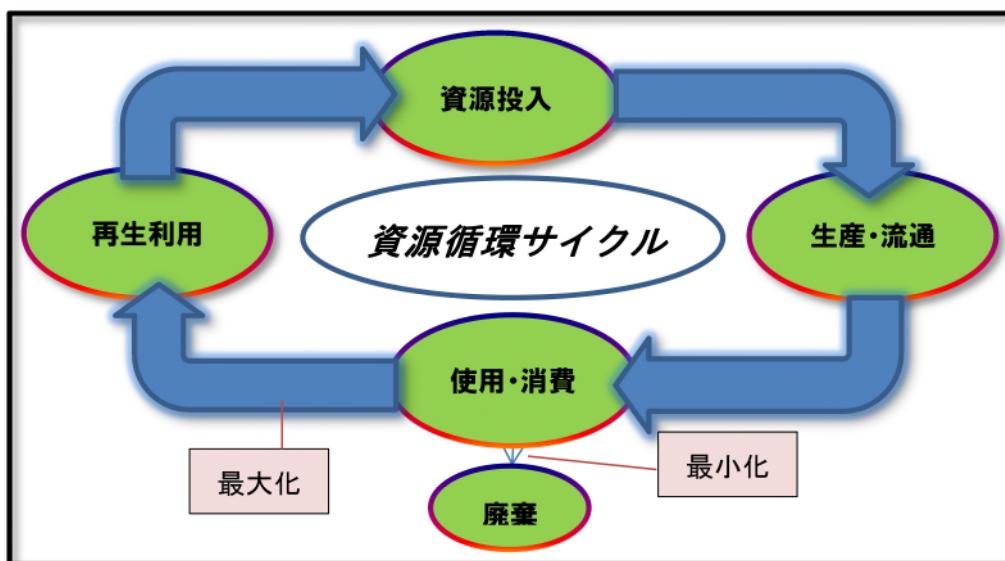 資源投入
再生利用
資源循環サイクル
生産・流通
使用・消費
最大化
最小化
廃棄